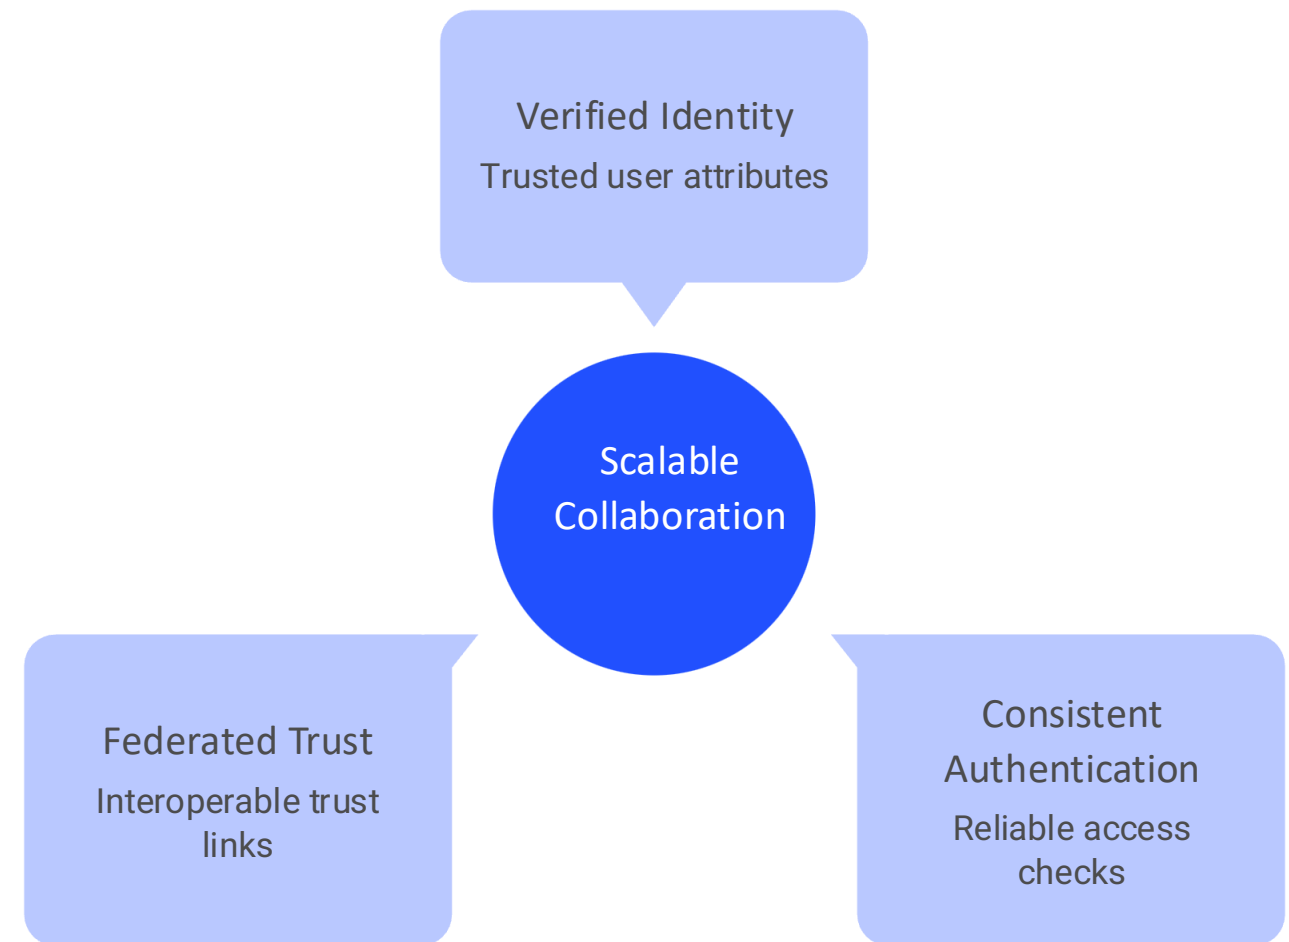 Verified Identity
Trusted user attributes
Scalable
Collaboration
Federated Trust
Interoperable trust
links
Consistent
Authentication
Reliable access
checks